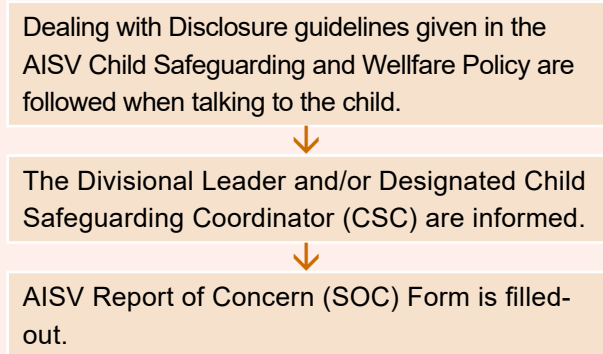 Dealing with Disclosure guidelines given in the
AISV Child Safeguarding and Wellfare Policy are
followed when talking to the child.
The Divisional Leader and/or Designated Child
Safeguarding Coordinator (CSC) are informed.
AISV Report of Concern (SOC) Form is filled-
out.